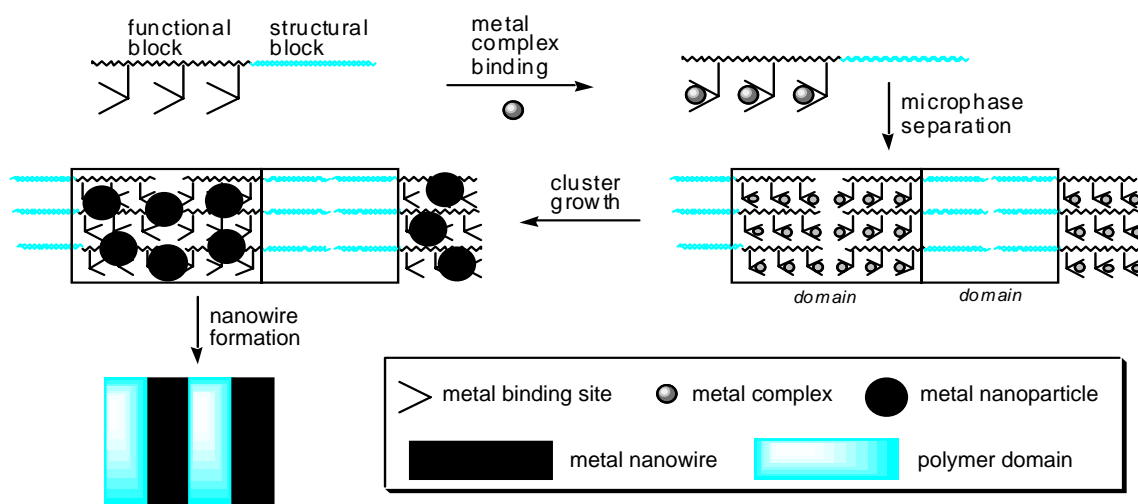 functional
block
structural
block
metal
complex
binding
microphase
separation
cluster
growth
domain
domain
nanowire
formation
metal binding site
metal complex
metal nanoparticle
metal nanowire
polymer domain